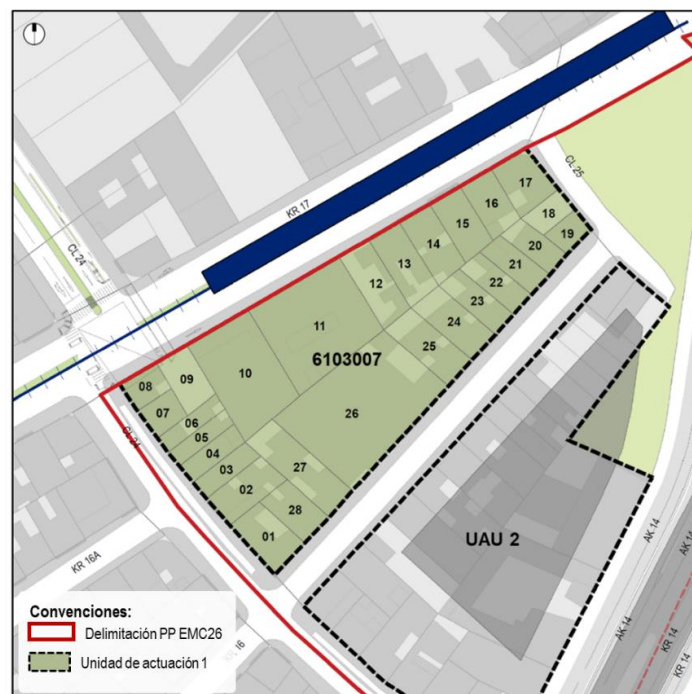 KR 17
CL 25
CL 24
17
16
18
15
19
14
20
13
21
12
22
11
23
24
6103007
25
10
09
08
26
07
06
05
04
03
27
02
28
01
CL 24
UAU 2
KR 16A
KR 16
AK 14
AK 14
AK 14
KR 14
KR 14
Convenciones:
Delimitación PP EMC26
Unidad de actuación 1